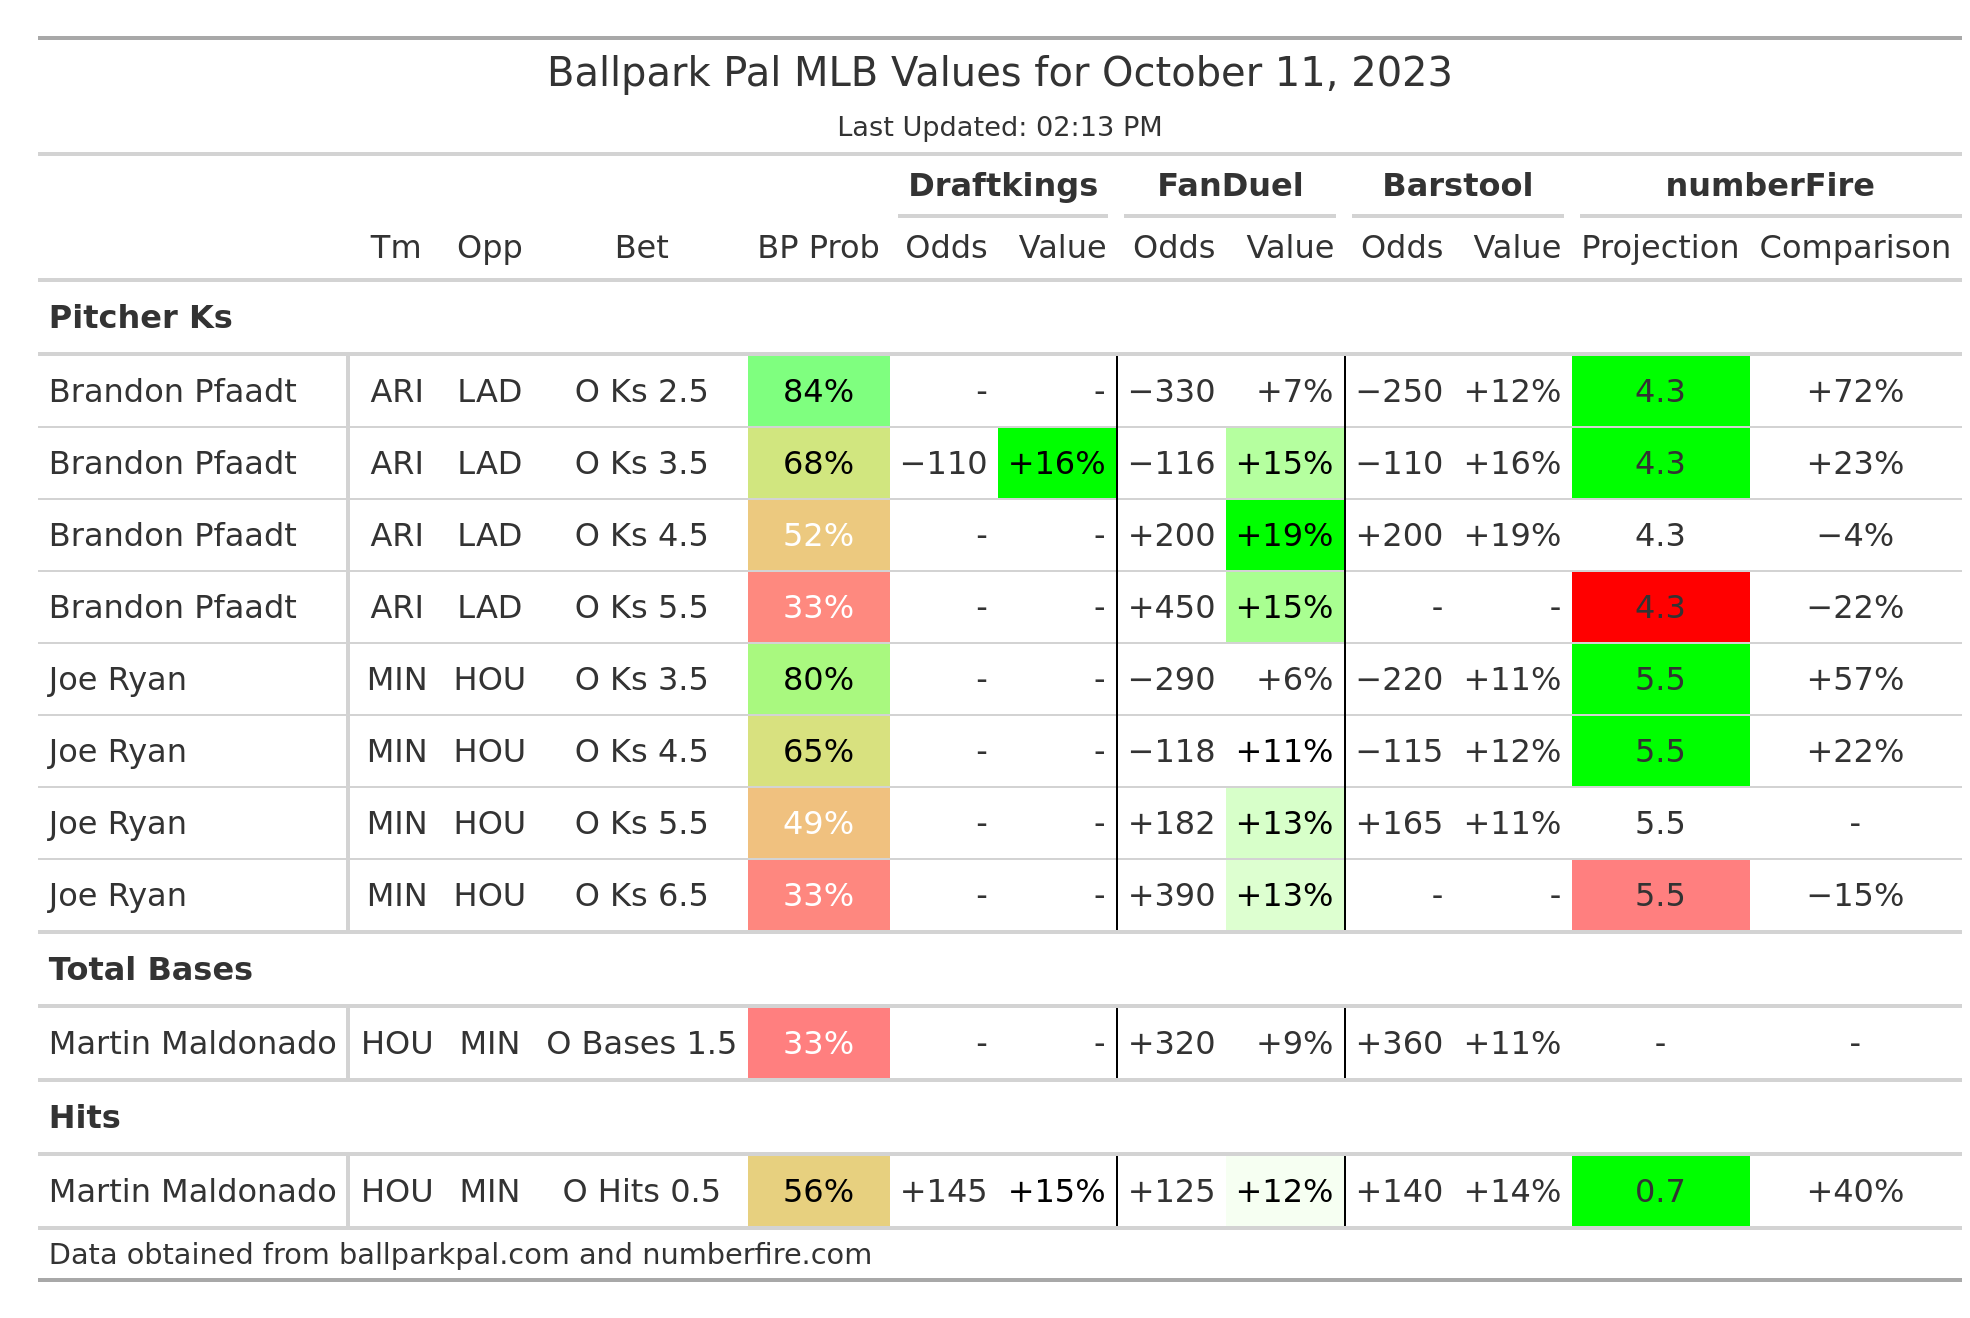 Ballpark Pal MLB Values for October 11, 2023
Last Updated: 02:13 PM
Draftkings FanDuel Barstool numberFire
Tm Opp Bet BP Prob Odds Value Odds Value Odds Value Projection Comparison
Pitcher Ks
Brandon Pfaadt ARI LAD O Ks 2.5 84% - - −330 +7% −250 +12% 4.3 +72%
Brandon Pfaadt ARI LAD O Ks 3.5 68% −110 +16% −116 +15% −110 +16% 4.3 +23%
Brandon Pfaadt ARI LAD O Ks 4.5 52% - - +200 +19% +200 +19% 4.3 −4%
Brandon Pfaadt ARI LAD O Ks 5.5 33% - - +450 +15% - - 4.3 −22%
Joe Ryan MIN HOU O Ks 3.5 80% - - −290 +6% −220 +11% 5.5 +57%
Joe Ryan MIN HOU O Ks 4.5 65% - - −118 +11% −115 +12% 5.5 +22%
Joe Ryan MIN HOU O Ks 5.5 49% - - +182 +13% +165 +11% 5.5 -
Joe Ryan MIN HOU O Ks 6.5 33% - - +390 +13% - - 5.5 −15%
Total Bases
Martin Maldonado HOU MIN O Bases 1.5 33% - - +320 +9% +360 +11% - -
Hits
Martin Maldonado HOU MIN O Hits 0.5 56% +145 +15% +125 +12% +140 +14% 0.7 +40%
Data obtained from ballparkpal.com and numberfire.com